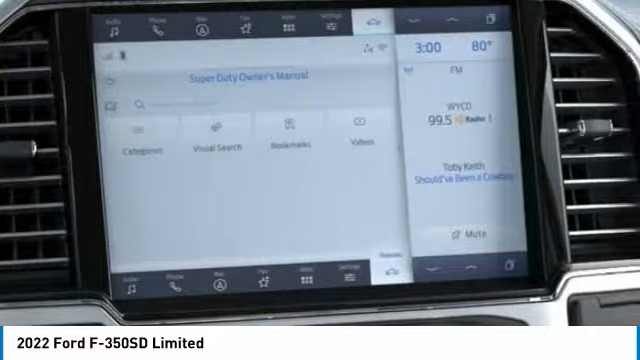 Audio Phone Nav Fav Apps Settings
3:00 80°
Super Duty Owner's Manual
FM
WYCD
99.5 Radio
Categories Visual Search Bookmarks Videos
Toby Keith
Should've Been a Cowboy
Mute
Features
Audio Phone Nav Fav Apps Settings
2022 Ford F-350SD Limited